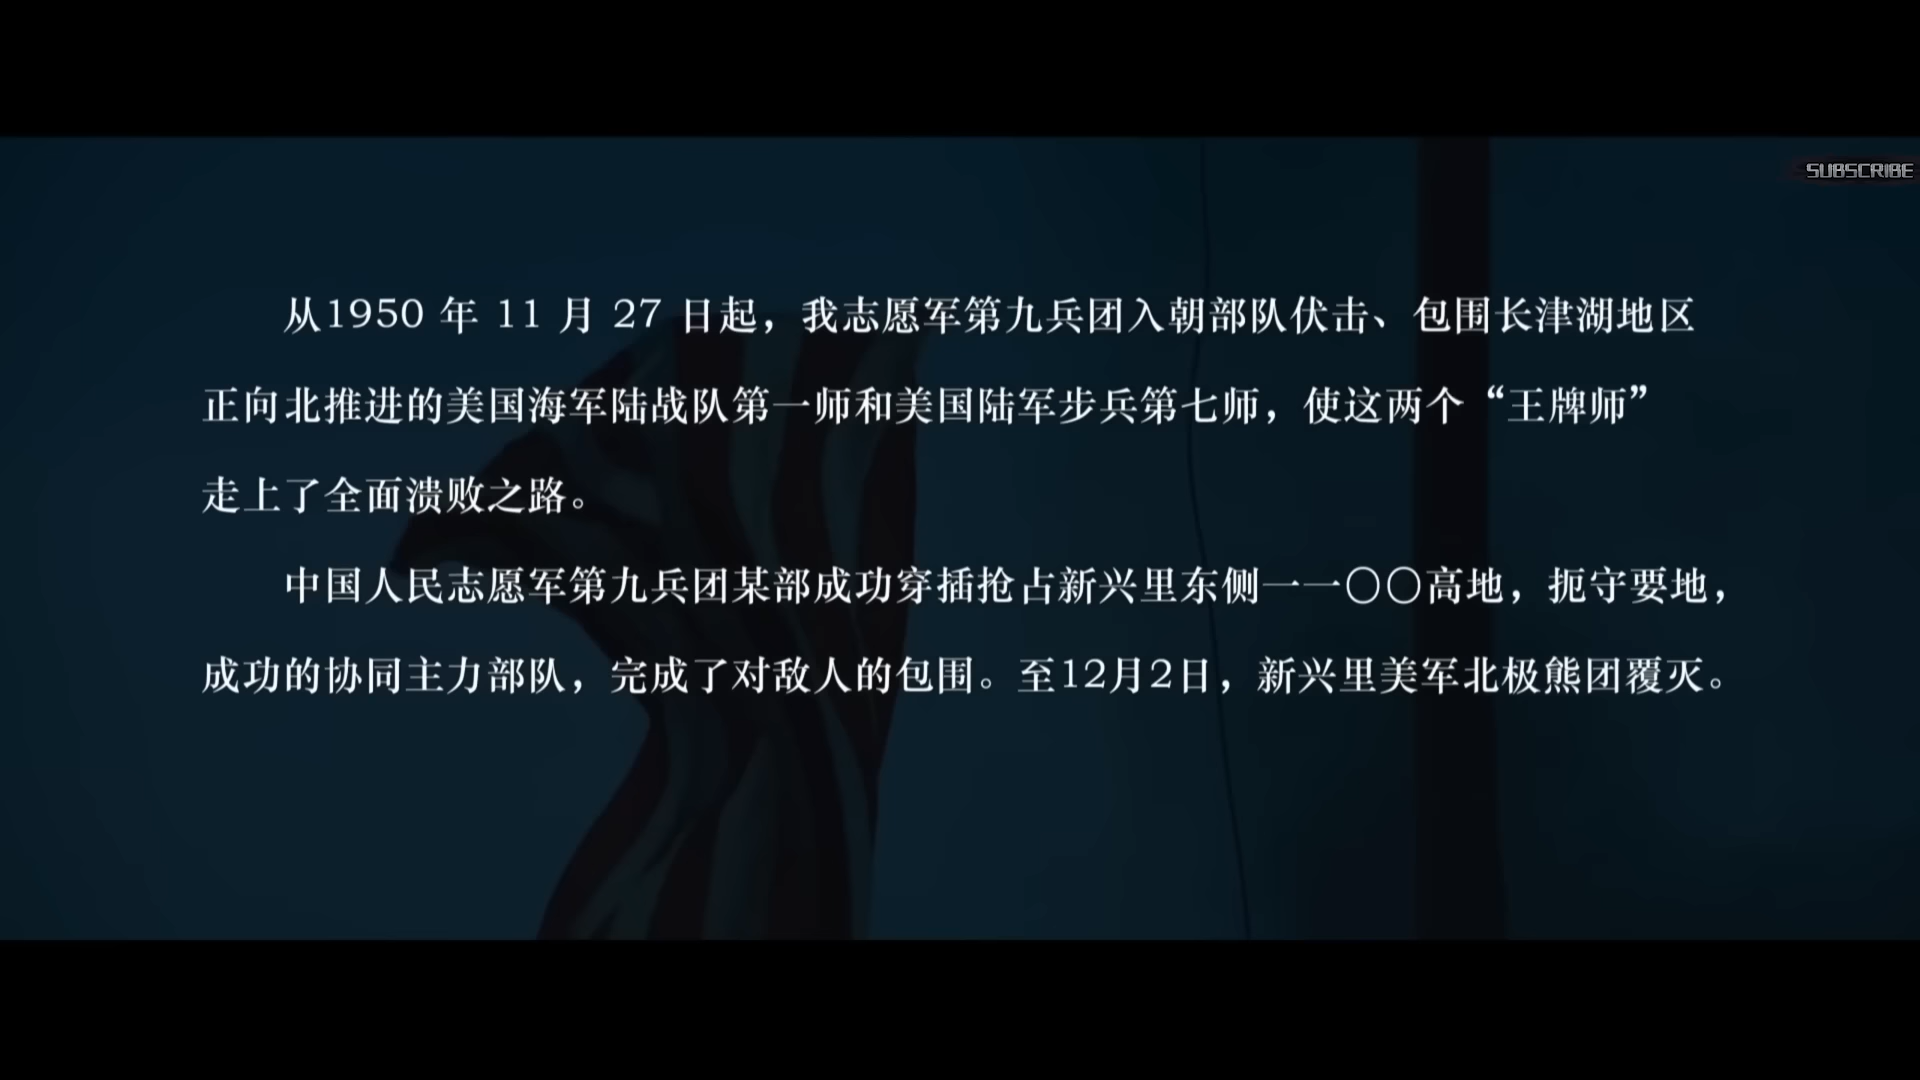 SUBSCRIBE
从1950 年 11 月 27 日起，我志愿军第九兵团入朝部队伏击、包围长津湖地区
正向北推进的美国海军陆战队第一师和美国陆军步兵第七师，使这两个“王牌师”
走上了全面溃败之路。
中国人民志愿军第九兵团某部成功穿插抢占新兴里东侧一一〇〇高地，扼守要地，
成功的协同主力部队，完成了对敌人的包围。至12月2日，新兴里美军北极熊团覆灭。